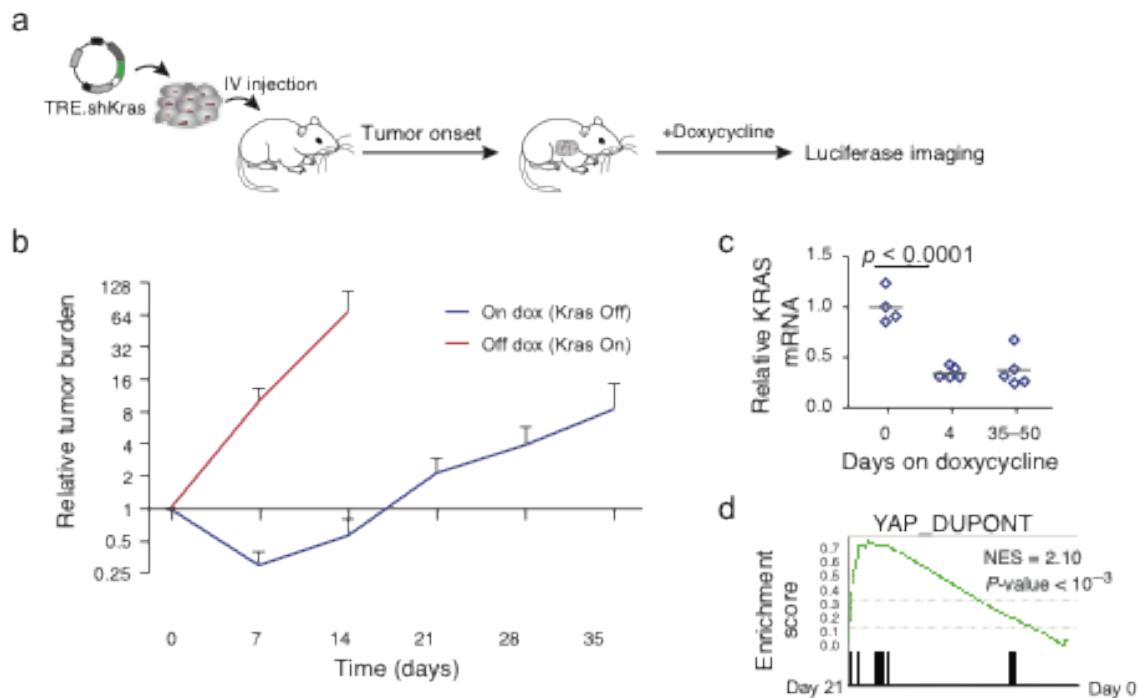 a
TRE.shKras
IV injection
Tumor onset
+Doxycycline
Luciferase imaging
b
Relative tumor burden
128
64
32
16
8
4
2
1
0.5
0.25
On dox (Kras Off)
Off dox (Kras On)
0 7 14 21 28 35
Time (days)
c
Relative KRAS
mRNA
p < 0.0001
1.5
1.0
0.5
0.0
0 4 35–50
Days on doxycycline
d
YAP_DUPONT
Enrichment
score
0.7
0.6
0.5
0.4
0.3
0.2
0.1
0.0
NES = 2.10
P-value < 10⁻³
Day 21 Day 0